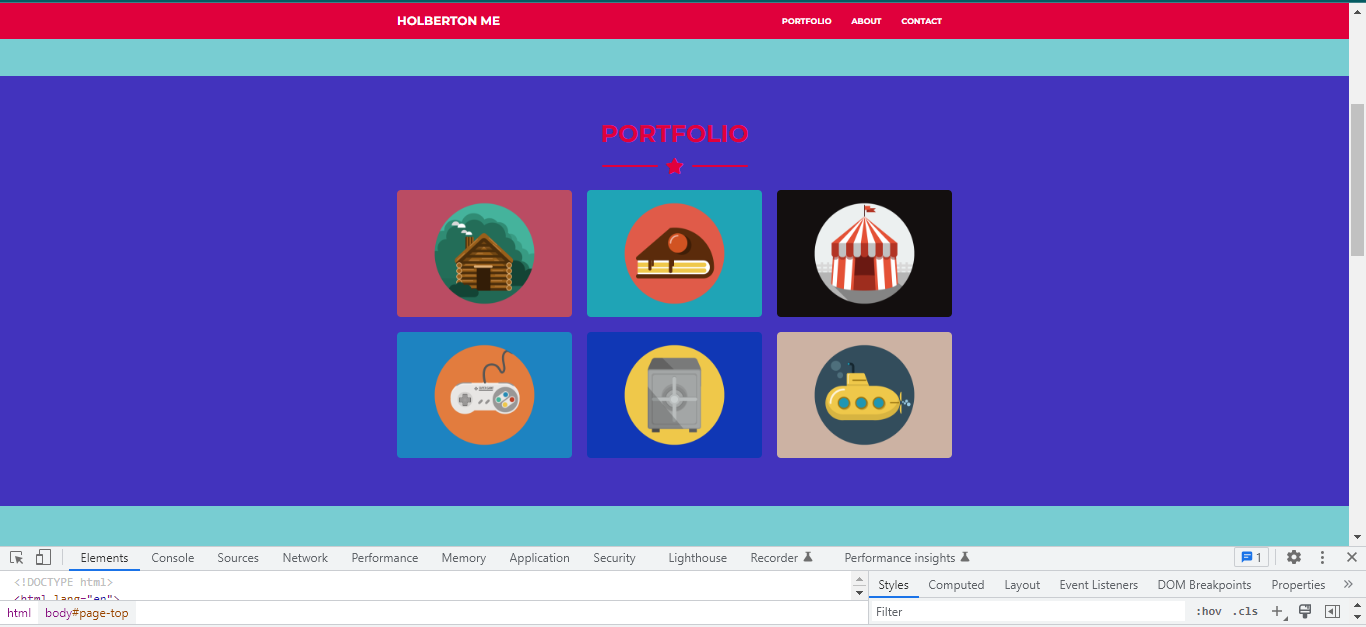 HOLBERTON ME PORTFOLIO ABOUT CONTACT
PORTFOLIO
Elements Console Sources Network Performance Memory Application Security Lighthouse Recorder Performance insights 1
<!DOCTYPE html>
<html lang="en">
Styles Computed Layout Event Listeners DOM Breakpoints Properties
html body#page-top
Filter :hov .cls